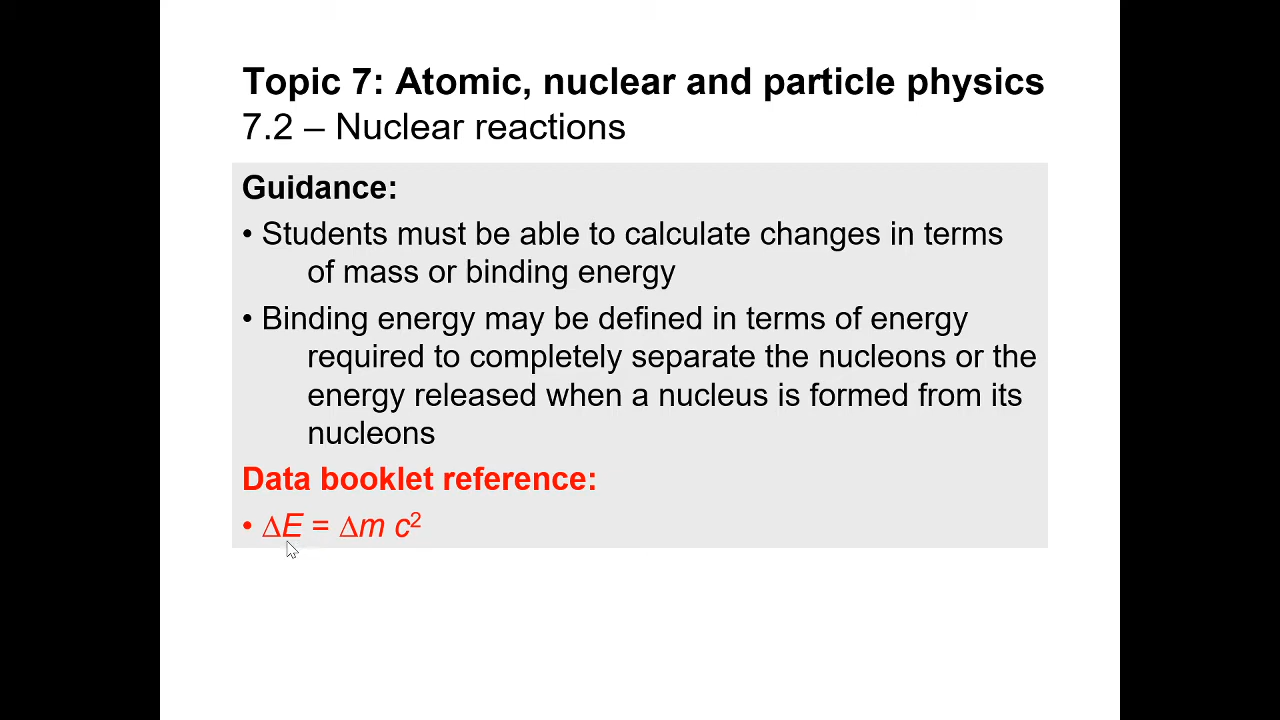 Topic 7: Atomic, nuclear and particle physics
7.2 – Nuclear reactions
Guidance:
• Students must be able to calculate changes in terms
of mass or binding energy
• Binding energy may be defined in terms of energy
required to completely separate the nucleons or the
energy released when a nucleus is formed from its
nucleons
Data booklet reference:
• ∆E = ∆m c²